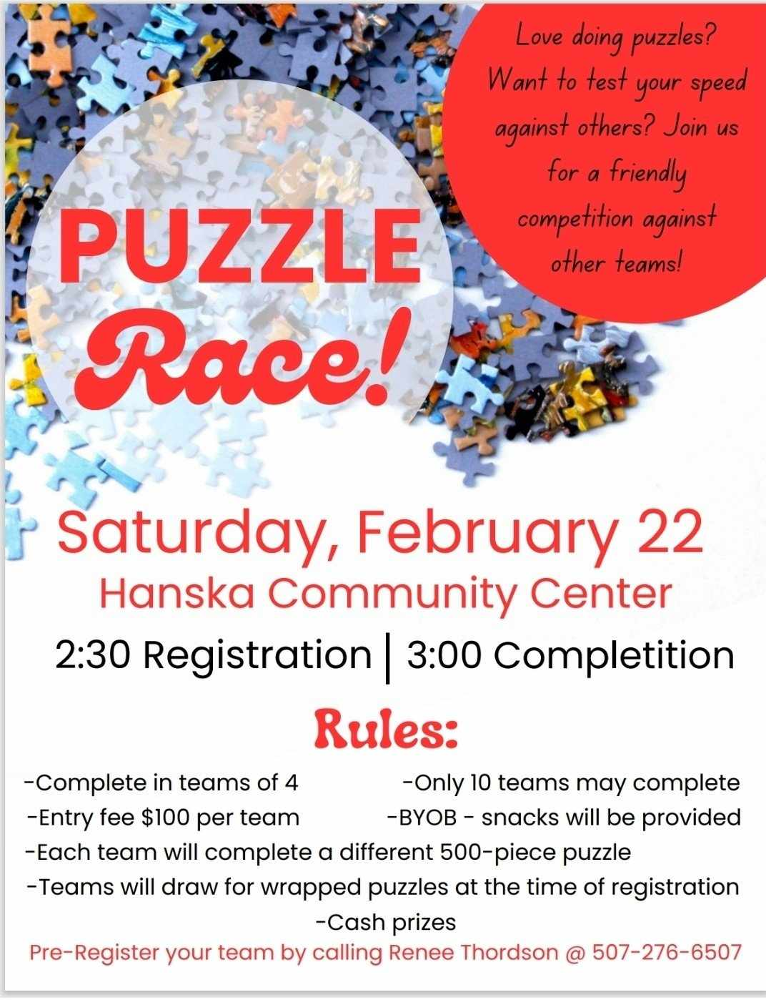 Love doing puzzles?
Want to test your speed
against others? Join us
for a friendly
competition against
other teams!
PUZZLE
Race!
Saturday, February 22
Hanska Community Center
2:30 Registration | 3:00 Completition
Rules:
-Complete in teams of 4
-Only 10 teams may complete
-Entry fee $100 per team
-BYOB - snacks will be provided
-Each team will complete a different 500-piece puzzle
-Teams will draw for wrapped puzzles at the time of registration
-Cash prizes
Pre-Register your team by calling Renee Thordson @ 507-276-6507